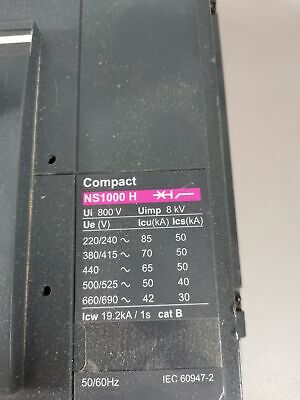 Compact
NS1000 H
Ui 800 V Uimp 8 kV
Ue (V) Icu(kA) Ics(kA)
220/240 ~ 85 50
380/415 ~ 70 50
440 ~ 65 50
500/525 ~ 50 40
660/690 ~ 42 30
Icw 19.2kA / 1s cat B
50/60Hz IEC 60947-2